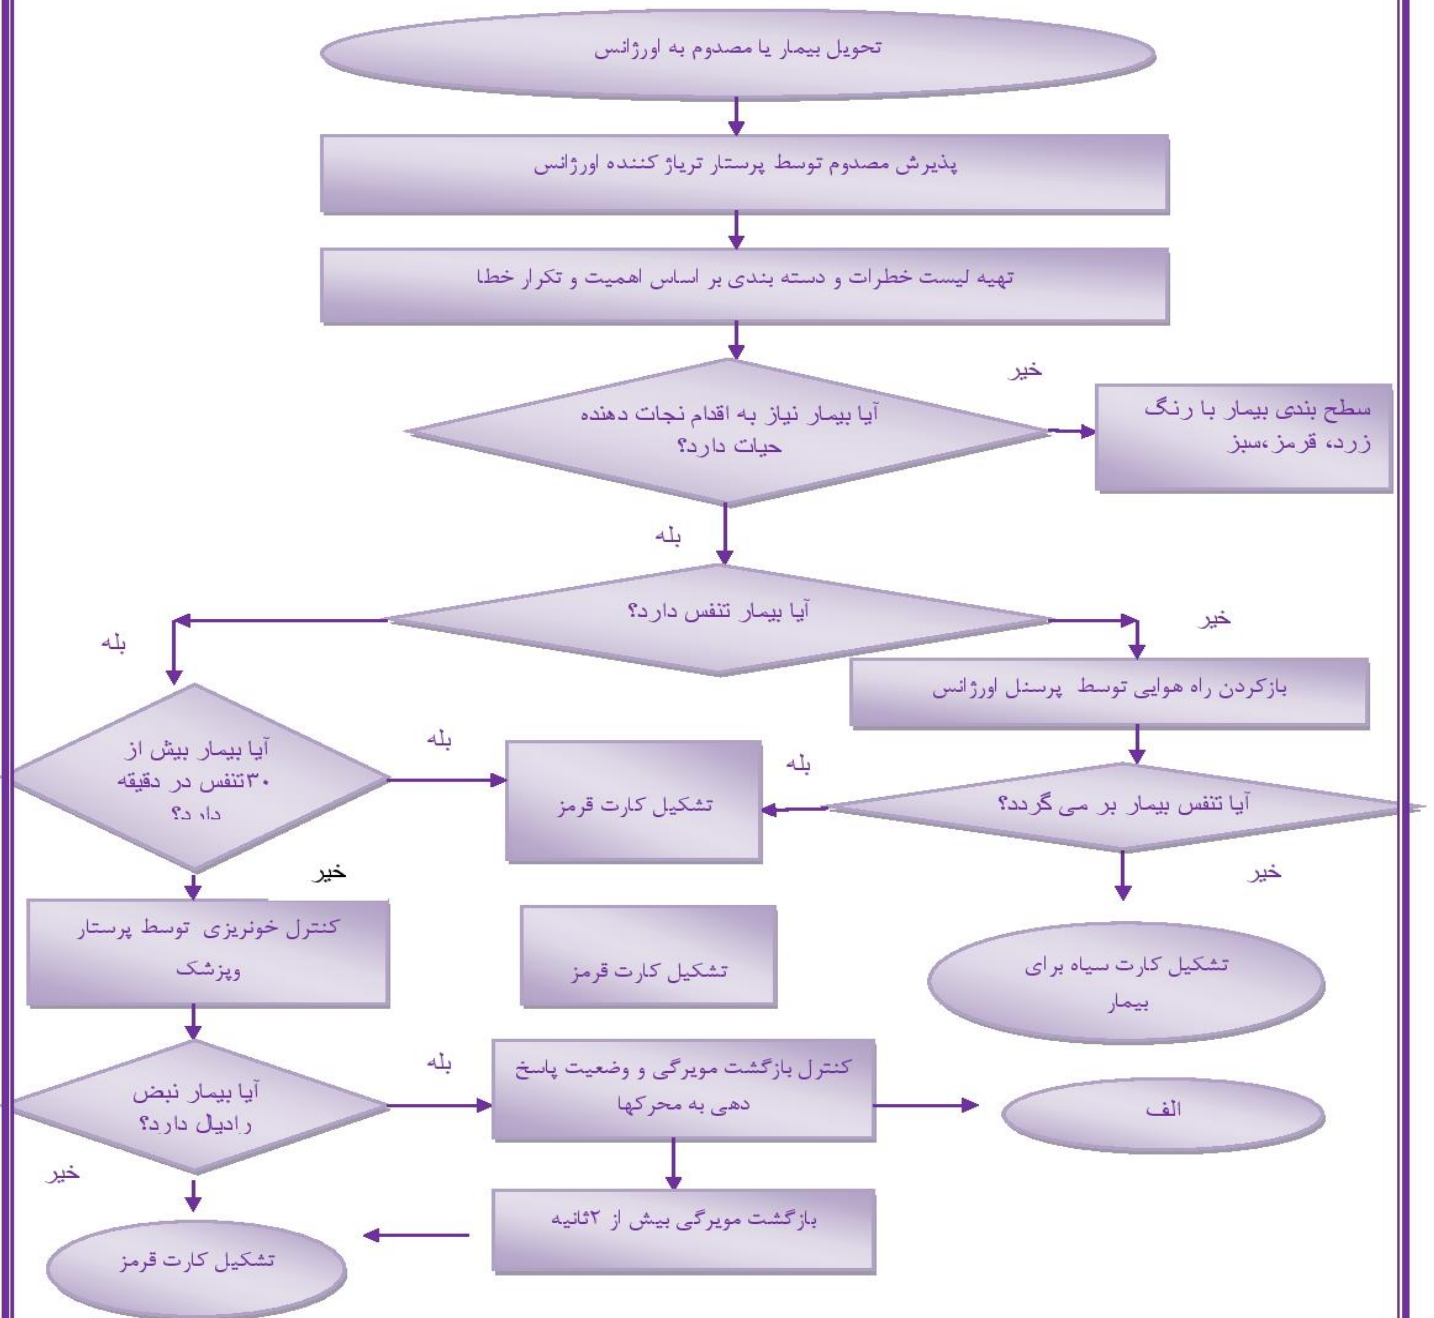 تحویل بیمار یا مصدوم به اورژانس
پذیرش مصدوم توسط پرستار تریاژ کننده اورژانس
تهیه لیست خطرات و دسته بندی بر اساس اهمیت و تکرار خطا
خیر
آیا بیمار نیاز به اقدام نجات دهنده
حیات دارد؟
سطح بندی بیمار با رنگ
زرد، قرمز ،سبز
بله
آیا بیمار تنفس دارد؟
خیر
بله
بازکردن راه هوایی توسط پرسنل اورژانس
آیا بیمار بیش از
۳۰تنفس در دقیقه
دارد؟
بله
تشکیل کارت قرمز
بله
آیا تنفس بیمار بر می گردد؟
خیر
خیر
کنترل خونریزی توسط پرستار
وپزشک
تشکیل کارت قرمز
تشکیل کارت سیاه برای
بیمار
آیا بیمار نبض
رادیال دارد؟
بله
کنترل بازگشت مویرگی و وضعیت پاسخ
دهی به محرکها
الف
خیر
بازگشت مویرگی بیش از ۲ثانیه
تشکیل کارت قرمز